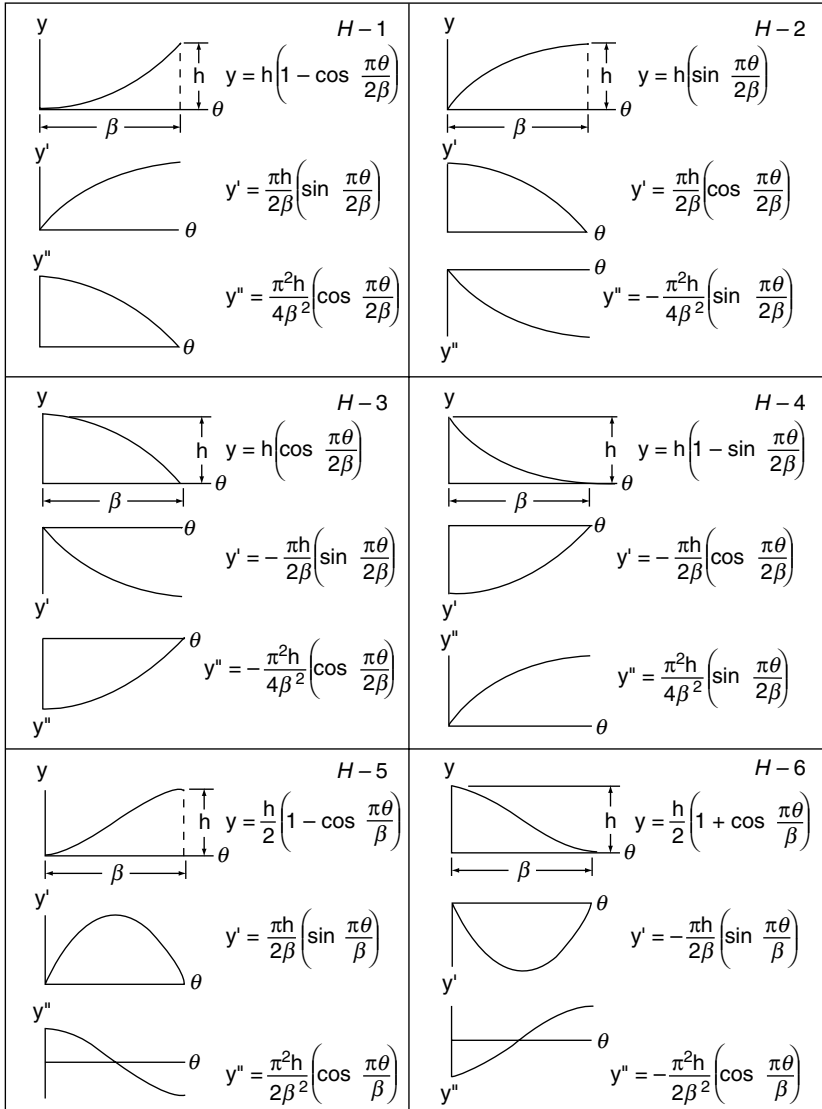 y
H – 1
h
y = h(1 – cos πθ/2β)
θ
β
y'
y' = πh/2β (sin πθ/2β)
θ
y"
y" = π²h/4β² (cos πθ/2β)
θ
y
H – 2
h
y = h(sin πθ/2β)
θ
β
y'
y' = πh/2β (cos πθ/2β)
θ
θ
y" = – π²h/4β² (sin πθ/2β)
y"
y
H – 3
h
y = h(cos πθ/2β)
θ
β
θ
y' = – πh/2β (sin πθ/2β)
y'
θ
y" = – π²h/4β² (cos πθ/2β)
y"
y
H – 4
h
y = h(1 – sin πθ/2β)
θ
β
θ
y' = – πh/2β (cos πθ/2β)
y'
y"
y" = π²h/4β² (sin πθ/2β)
θ
y
H – 5
h
y = h/2 (1 – cos πθ/β)
θ
β
y'
y' = πh/2β (sin πθ/β)
θ
y"
θ
y" = π²h/2β² (cos πθ/β)
y
H – 6
h
y = h/2 (1 + cos πθ/β)
θ
β
θ
y' = – πh/2β (sin πθ/β)
y'
θ
y" = – π²h/2β² (cos πθ/β)
y"